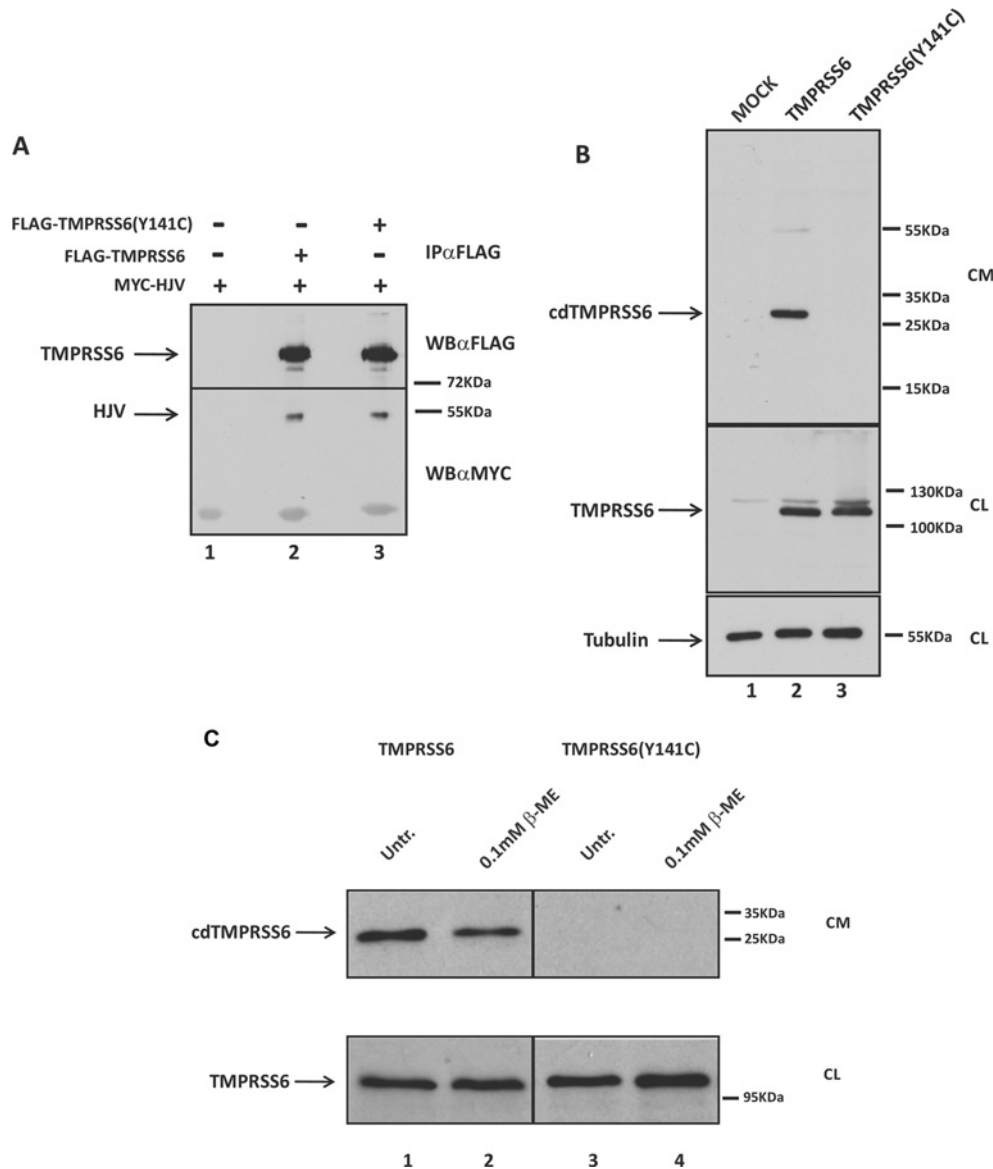 A
FLAG-TMPRSS6(Y141C) - - +
FLAG-TMPRSS6 - + -
IPαFLAG
MYC-HJV + + +
TMPRSS6
WBαFLAG
72KDa
HJV
55KDa
WBαMYC
1 2 3
B
MOCK
TMPRSS6
TMPRSS6(Y141C)
55KDa
CM
35KDa
cdTMPRSS6
25KDa
15KDa
130KDa
TMPRSS6
CL
100KDa
Tubulin
55KDa
CL
1 2 3
C
TMPRSS6 TMPRSS6(Y141C)
Untr.
0.1mM β-ME
Untr.
0.1mM β-ME
35KDa
CM
cdTMPRSS6
25KDa
TMPRSS6
CL
95KDa
1 2 3 4